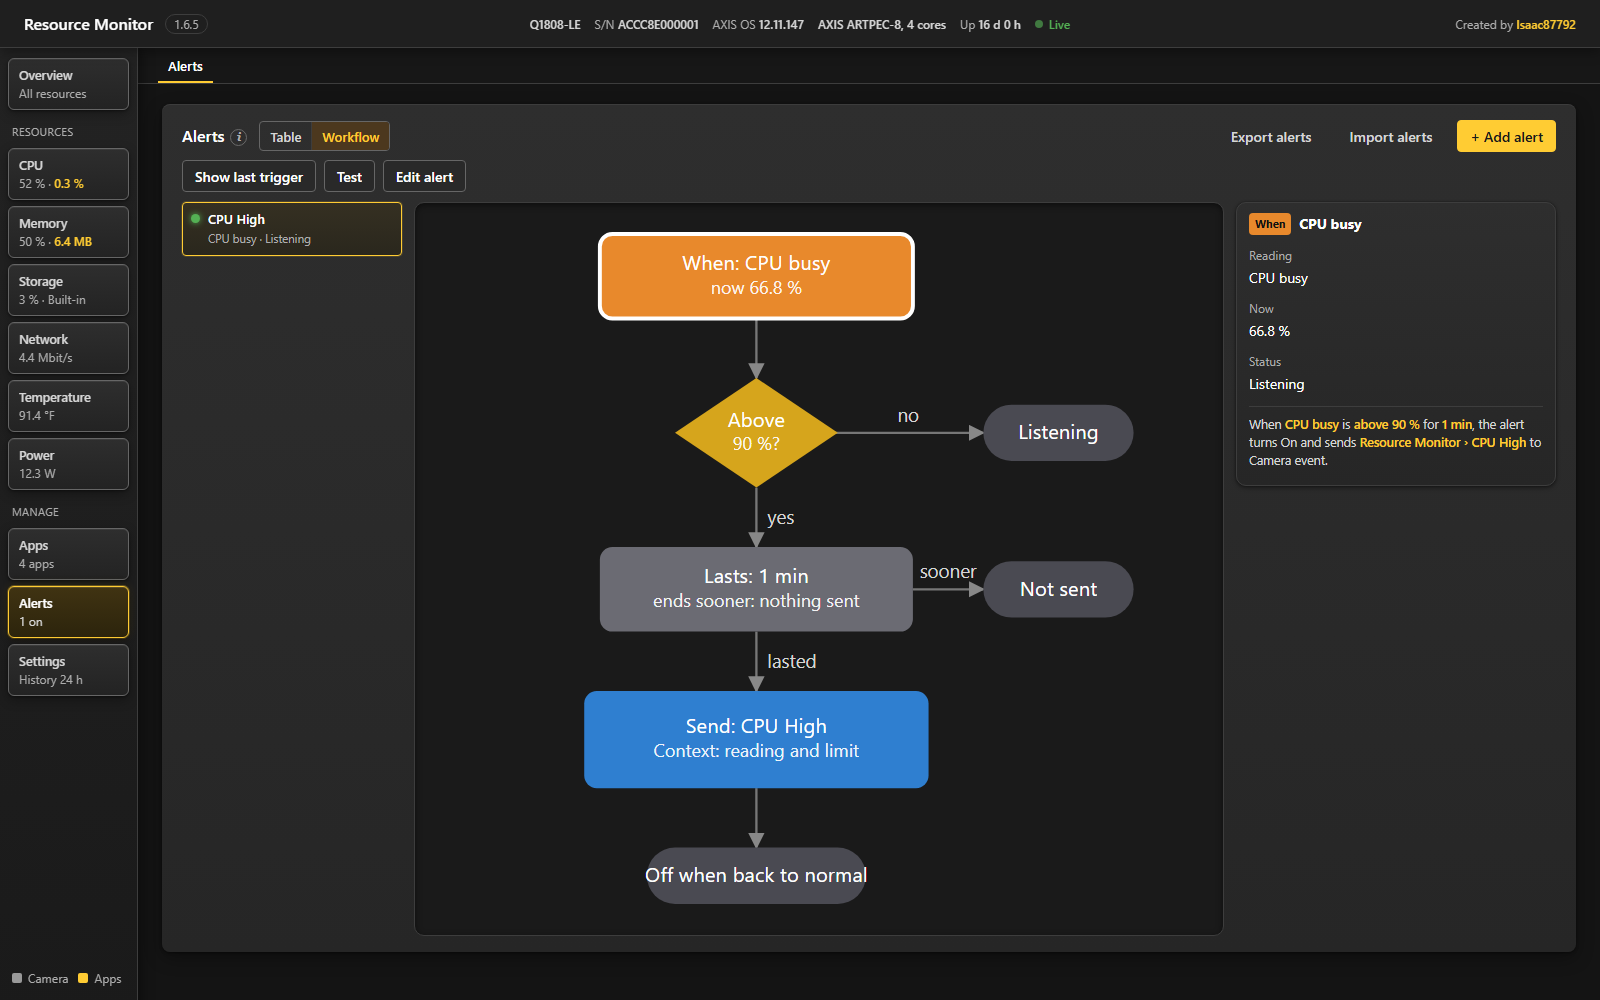 Resource Monitor 1.6.5
Q1808-LE S/N ACCC8E000001 AXIS OS 12.11.147 AXIS ARTPEC-8, 4 cores Up 16 d 0 h Live
Created by Isaac87792
Overview
All resources
RESOURCES
CPU
52 % · 0.3 %
Memory
50 % · 6.4 MB
Storage
3 % · Built-in
Network
4.4 Mbit/s
Temperature
91.4 °F
Power
12.3 W
MANAGE
Apps
4 apps
Alerts
1 on
Settings
History 24 h
Camera Apps
Alerts
Alerts i Table Workflow
Export alerts Import alerts + Add alert
Show last trigger Test Edit alert
CPU High
CPU busy · Listening
When: CPU busy
now 66.8 %
Above
90 %?
no
Listening
yes
Lasts: 1 min
ends sooner: nothing sent
sooner
Not sent
lasted
Send: CPU High
Context: reading and limit
Off when back to normal
When CPU busy
Reading
CPU busy
Now
66.8 %
Status
Listening
When CPU busy is above 90 % for 1 min, the alert
turns On and sends Resource Monitor › CPU High to
Camera event.